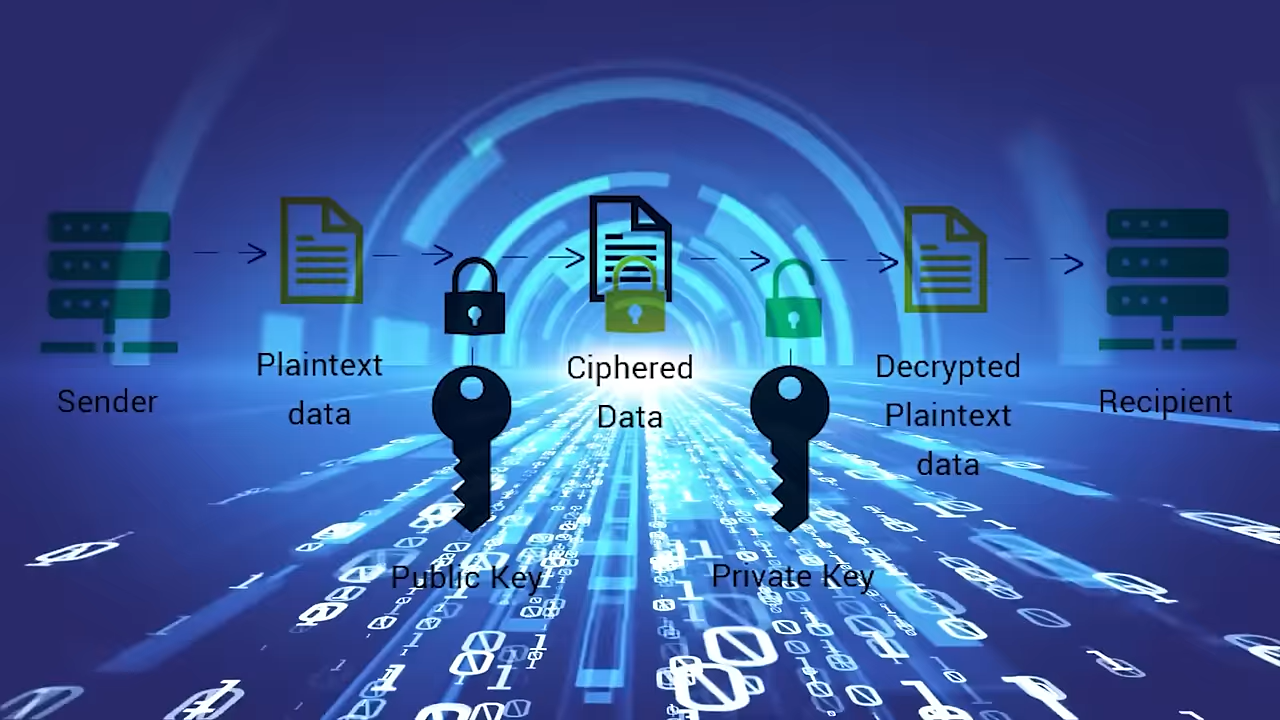 Sender
Plaintext
data
Public Key
Ciphered
Data
Private Key
Decrypted
Plaintext
data
Recipient